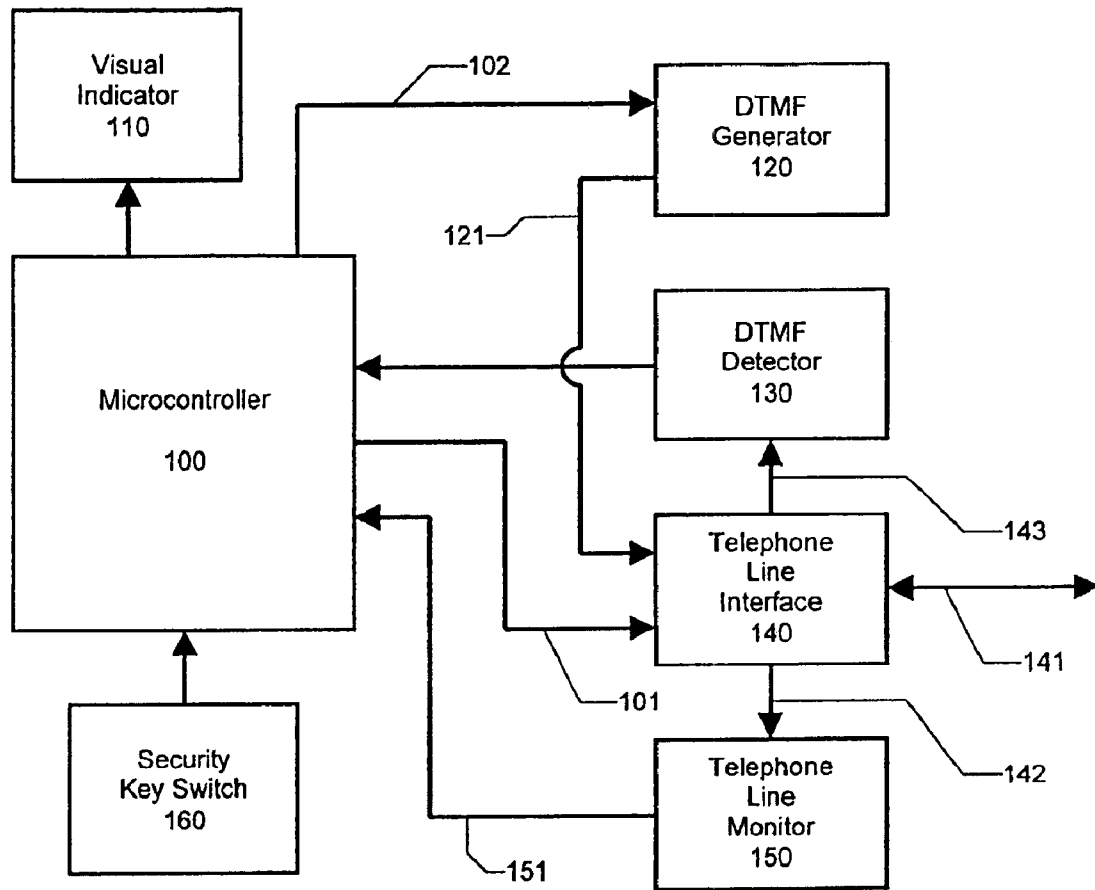 Visual
Indicator
110
102
DTMF
Generator
120
121
DTMF
Detector
130
Microcontroller
100
143
Telephone
Line
Interface
140
141
101
142
Security
Key Switch
160
Telephone
Line
Monitor
150
151